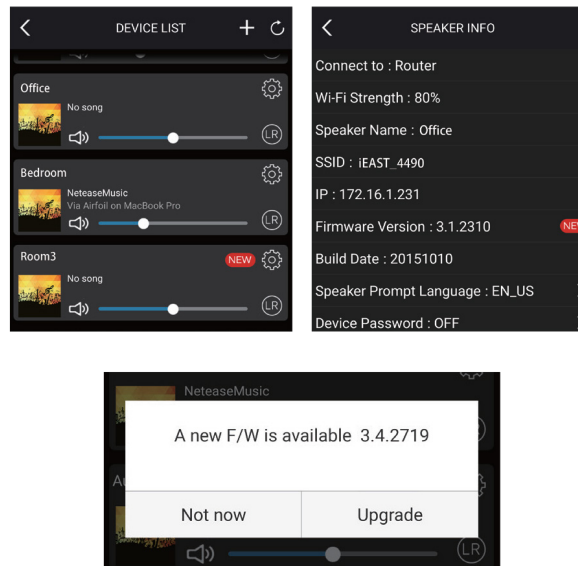 DEVICE LIST
Office
No song
LR
Bedroom
NeteaseMusic
Via Airfoil on MacBook Pro
LR
Room3
NEW
No song
LR
SPEAKER INFO
Connect to : Router
Wi-Fi Strength : 80%
Speaker Name : Office
SSID : iEAST_4490
IP : 172.16.1.231
Firmware Version : 3.1.2310
NEW
Build Date : 20151010
Speaker Prompt Language : EN_US
Device Password : OFF
NeteaseMusic
A new F/W is available 3.4.2719
Not now
Upgrade
LR